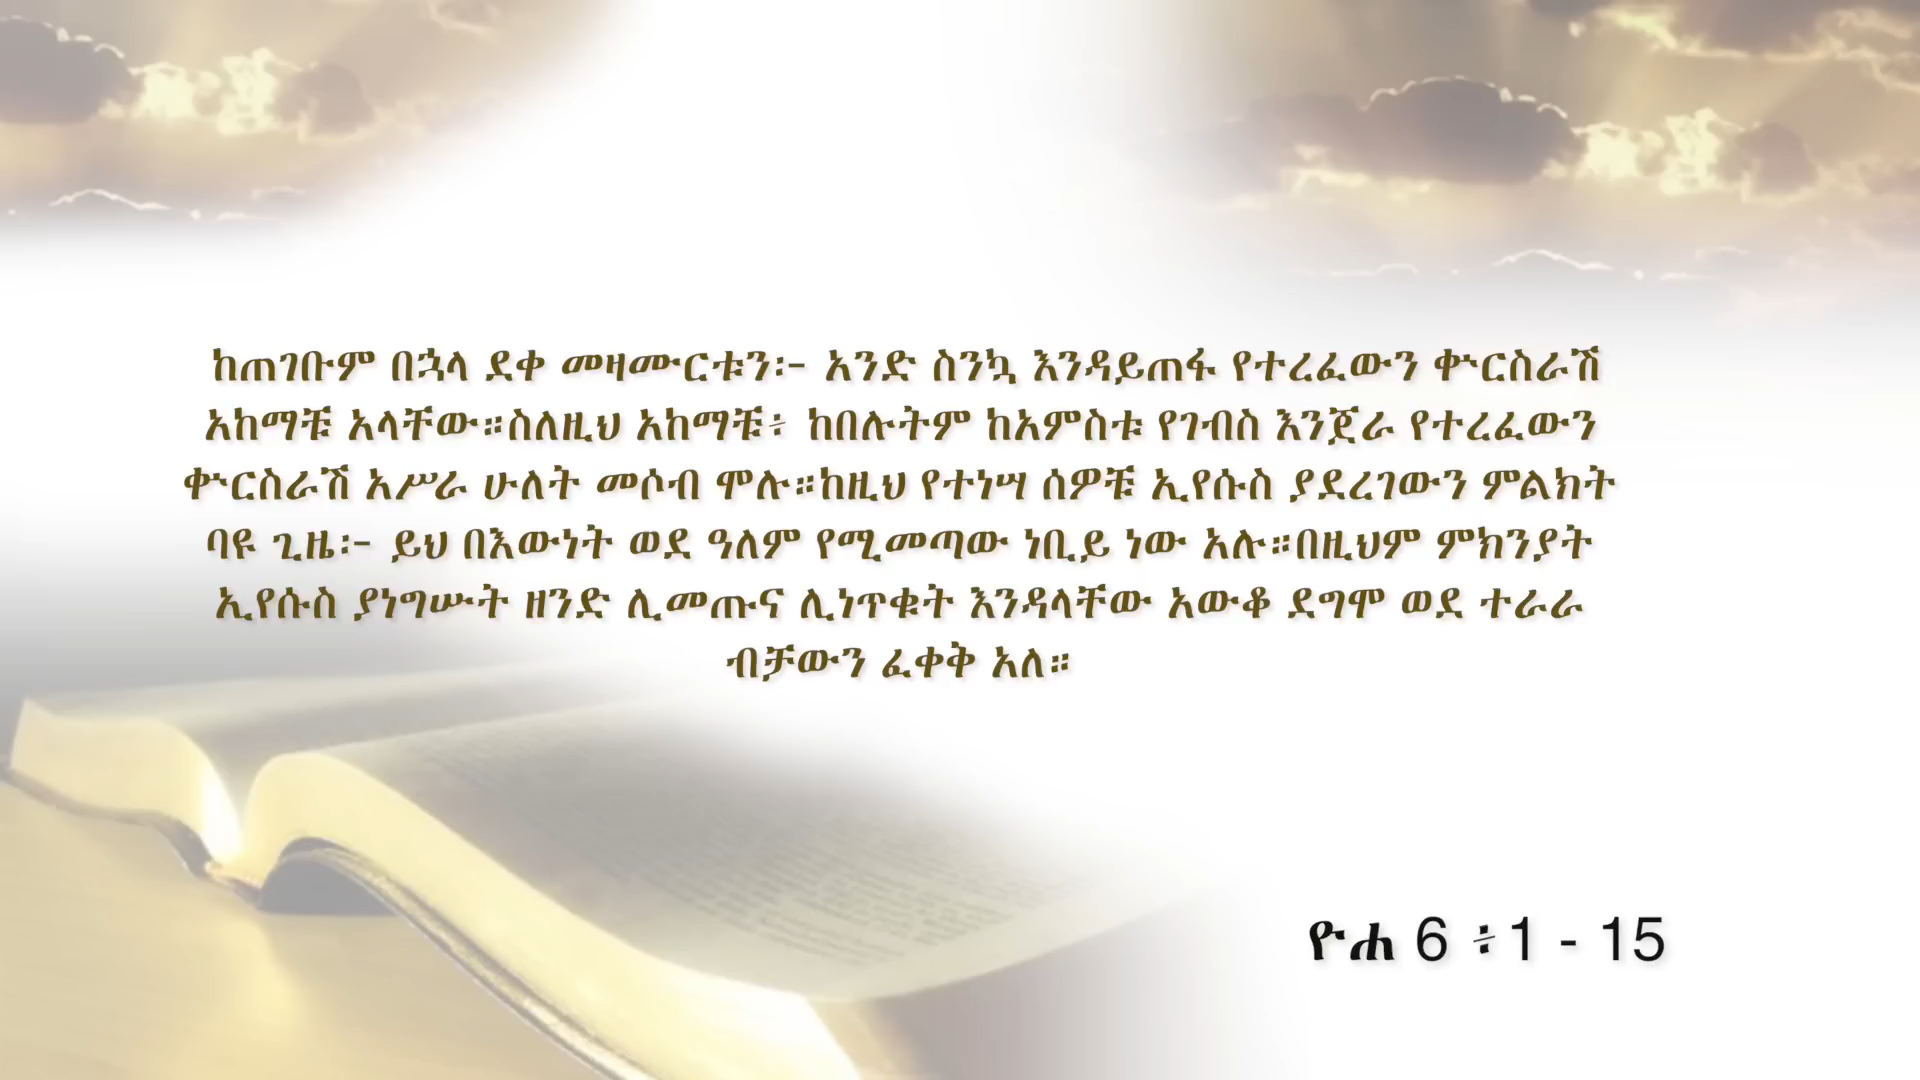 ከጠገቡም በኋላ ደቀ መዛሙርቱን፡- አንድ ስንኳ እንዳይጠፋ የተረፈውን ቍርስራሽ
አከማቹ አላቸው።ስለዚህ አከማቹ፥ ከበሉትም ከአምስቱ የገብስ እንጀራ የተረፈውን
ቍርስራሽ አሥራ ሁለት መሶብ ሞሉ።ከዚህ የተነሣ ሰዎቹ ኢየሱስ ያደረገውን ምልክት
ባዩ ጊዜ፡- ይህ በእውነት ወደ ዓለም የሚመጣው ነቢይ ነው አሉ።በዚህም ምክንያት
ኢየሱስ ያነግሡት ዘንድ ሊመጡና ሊነጥቁት እንዳላቸው አውቆ ደግሞ ወደ ተራራ
ብቻውን ፈቀቅ አለ።
ዮሐ 6 ፥1 - 15